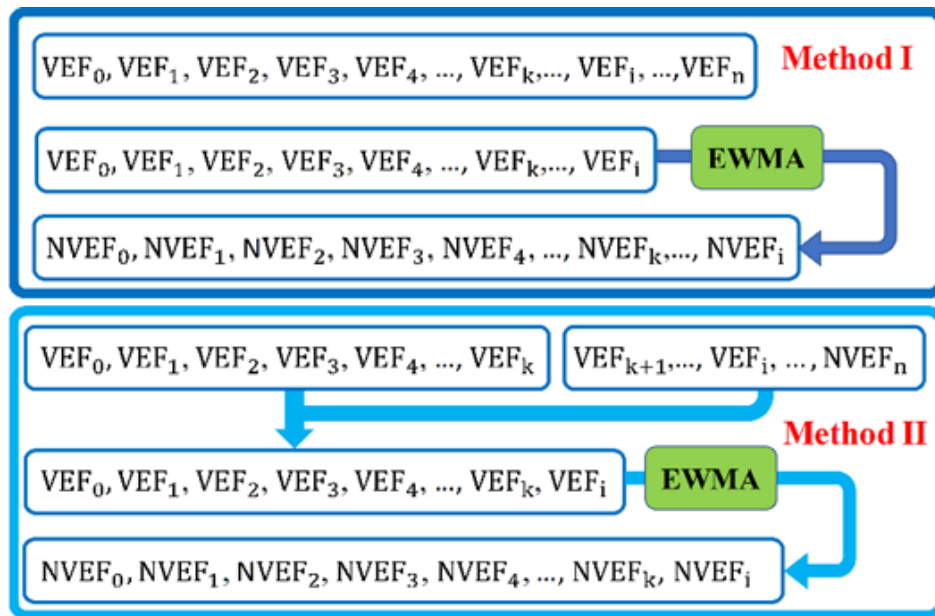 VEF₀, VEF₁, VEF₂, VEF₃, VEF₄, ..., VEFₖ,..., VEFᵢ, ...,VEFₙ
Method I
VEF₀, VEF₁, VEF₂, VEF₃, VEF₄, ..., VEFₖ,..., VEFᵢ
EWMA
NVEF₀, NVEF₁, NVEF₂, NVEF₃, NVEF₄, ..., NVEFₖ,..., NVEFᵢ
VEF₀, VEF₁, VEF₂, VEF₃, VEF₄, ..., VEFₖ
VEFₖ₊₁,..., VEFᵢ, ..., NVEFₙ
Method II
VEF₀, VEF₁, VEF₂, VEF₃, VEF₄, ..., VEFₖ, VEFᵢ
EWMA
NVEF₀, NVEF₁, NVEF₂, NVEF₃, NVEF₄, ..., NVEFₖ, NVEFᵢ